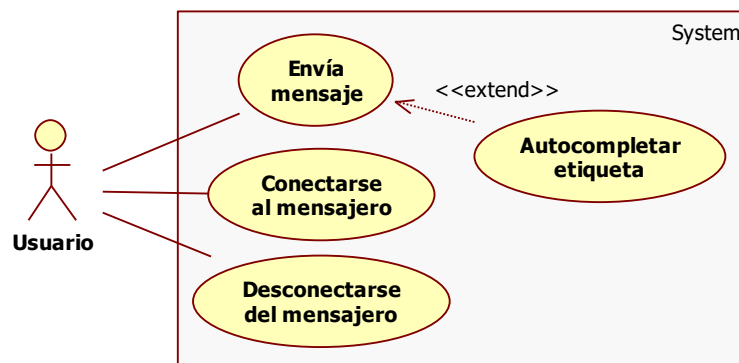 System
Envía
mensaje
<<extend>>
Autocompletar
etiqueta
Conectarse
al mensajero
Usuario
Desconectarse
del mensajero